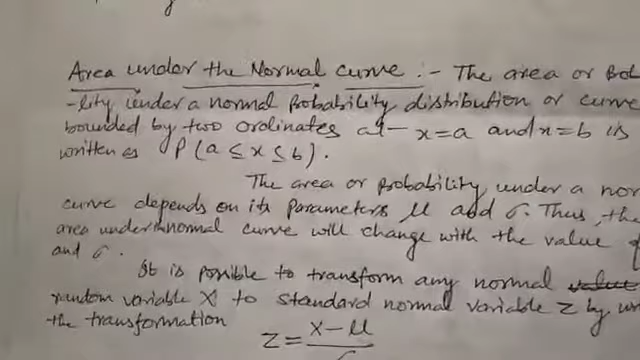 Area under the Normal curve :- The area or Prob
-lity under a normal Probability distribution or curve
bounded by two ordinates at x=a and x=b is
written as P(a ≤ x ≤ b).
The area or Probability under a nor
curve depends on its Parameters μ and σ. Thus, the
area under normal curve will change with the value of
and σ.
It is possible to transform any normal
random variable X to standard normal variable Z by
the transformation
Z = X-μ
σ